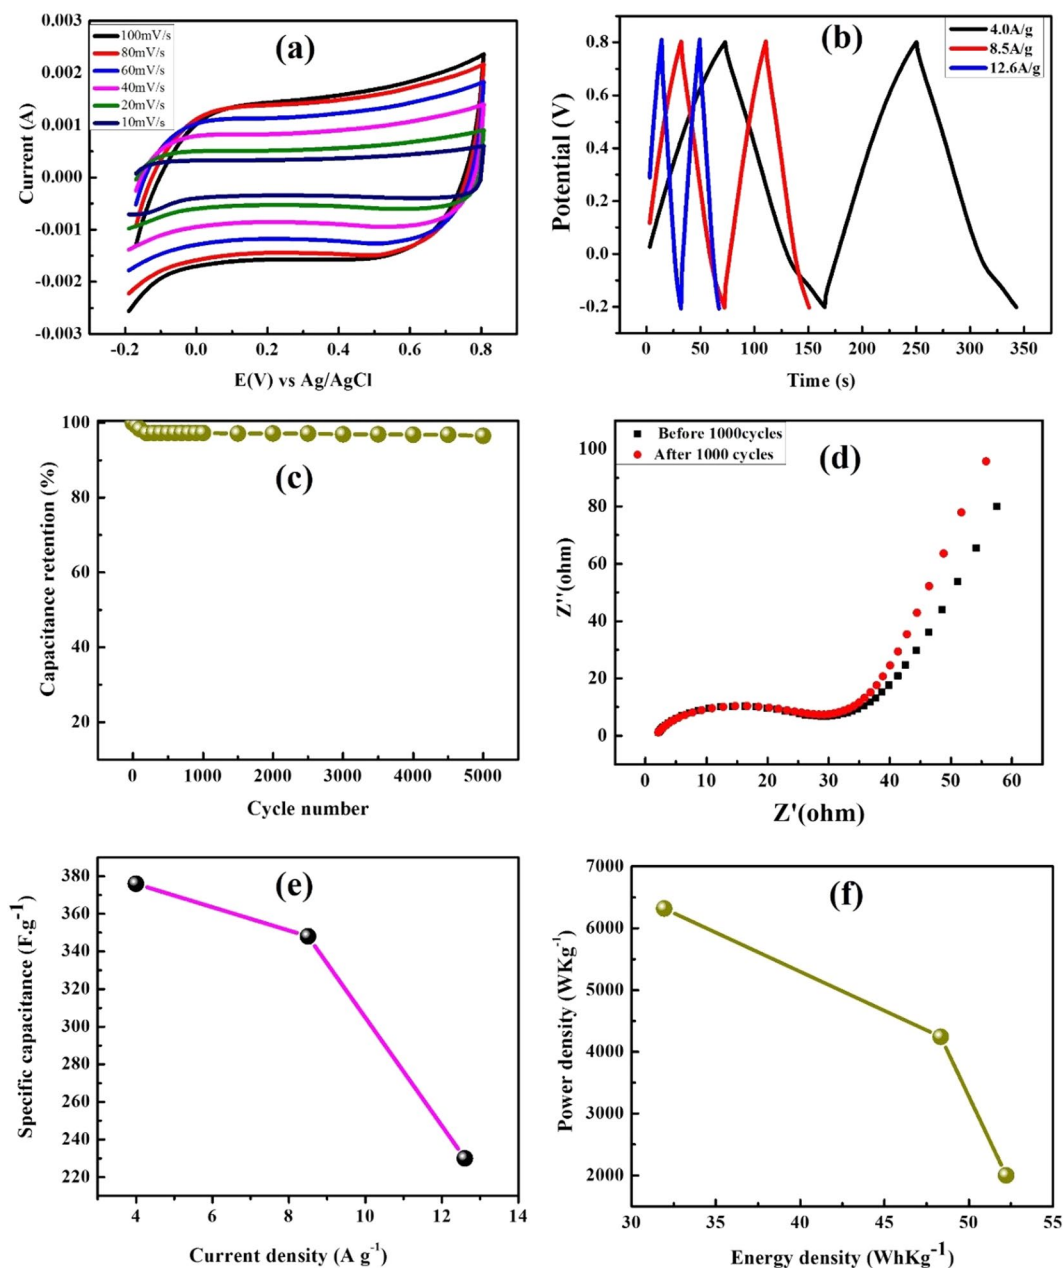 (a)
100mV/s
80mV/s
60mV/s
40mV/s
20mV/s
10mV/s
0.003
0.002
0.001
0.000
-0.001
-0.002
-0.003
Current (A)
-0.2 0.0 0.2 0.4 0.6 0.8
E(V) vs Ag/AgCl
(b)
4.0A/g
8.5A/g
12.6A/g
0.8
0.4
0.0
-0.2
Potential (V)
0 50 100 150 200 250 300 350
Time (s)
(c)
100
80
60
40
20
Capacitance retention (%)
0 1000 2000 3000 4000 5000
Cycle number
(d)
Before 1000cycles
After 1000 cycles
100
80
60
40
20
0
Z''(ohm)
0 10 20 30 40 50 60
Z'(ohm)
(e)
380
360
340
320
300
280
260
240
220
Specific capacitance (F.g-1)
4 6 8 10 12 14
Current density (A g-1)
(f)
7000
6000
5000
4000
3000
2000
Power density (WKg-1)
30 35 40 45 50 55
Energy density (WhKg-1)